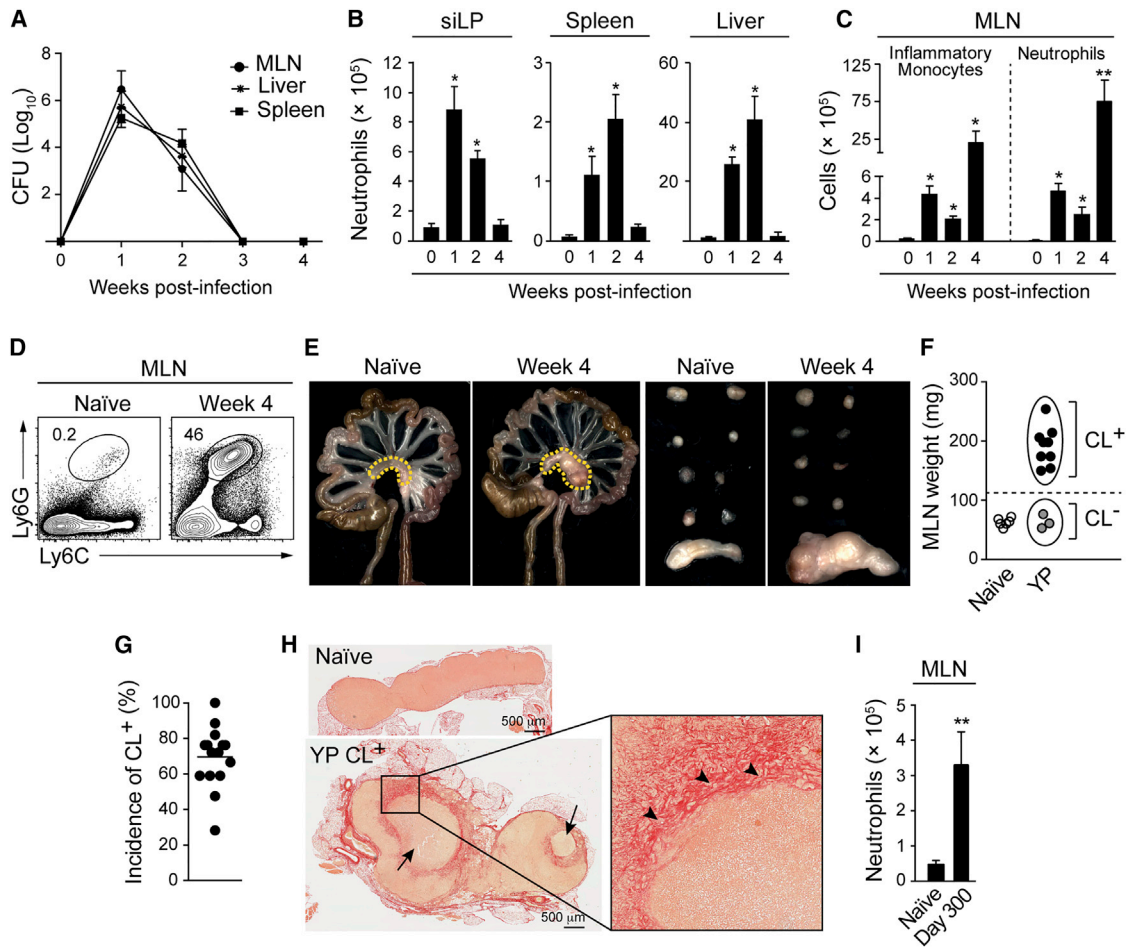 A
8
6
4
2
0
CFU (Log10)
MLN
Liver
Spleen
0 1 2 3 4
Weeks post-infection
B
siLP Spleen Liver
Neutrophils (× 10⁵)
12
10
8
6
4
2
0
3
2
1
0
60
40
20
0
* *
* *
* *
0 1 2 4 0 1 2 4 0 1 2 4
Weeks post-infection
C
MLN
Inflammatory
Monocytes
Neutrophils
Cells (× 10⁵)
125
75
25
6
4
2
0
* * *
* * **
0 1 2 4 0 1 2 4
Weeks post-infection
D
MLN
Naïve Week 4
0.2 46
Ly6G
Ly6C
E
Naïve Week 4 Naïve Week 4
F
MLN weight (mg)
300
200
100
0
CL+
CL-
Naïve
YP
G
Incidence of CL+ (%)
100
80
60
40
20
0
H
Naïve
500 µm
YP CL+
500 µm
I
MLN
Neutrophils (× 10⁵)
5
4
3
2
1
0
**
Naïve
Day 300